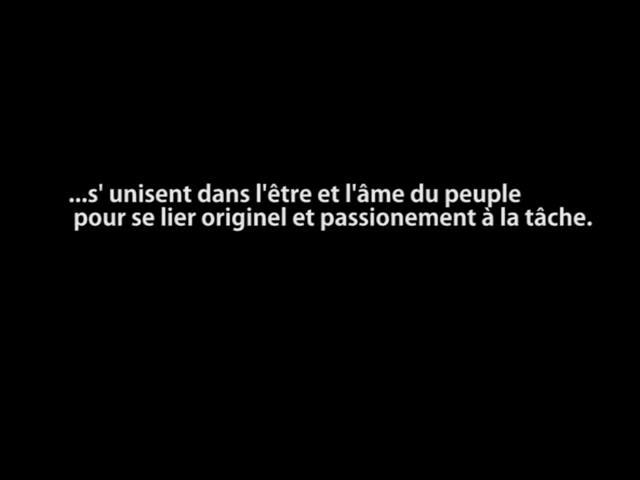 ...s' unisent dans l'être et l'âme du peuple
pour se lier originel et passionement à la tâche.